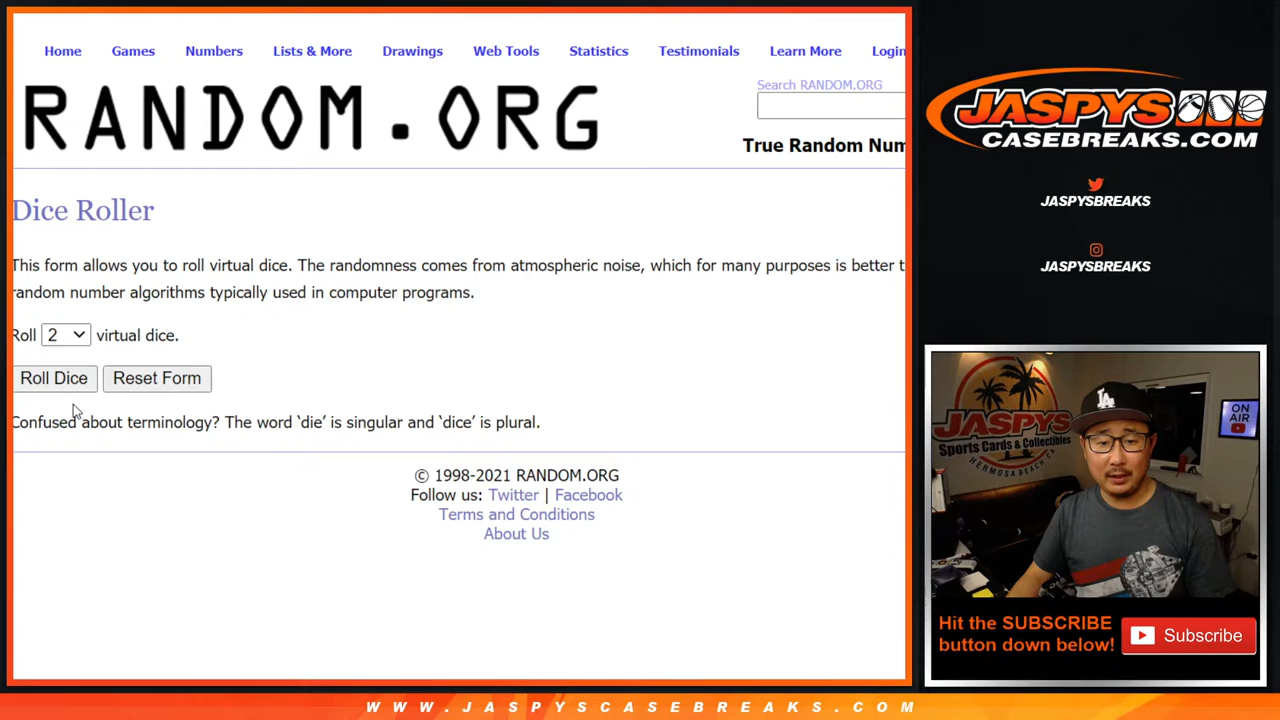 Home Games Numbers Lists & More Drawings Web Tools Statistics Testimonials Learn More Login
RANDOM.ORG
Search RANDOM.ORG
True Random Num
Dice Roller
This form allows you to roll virtual dice. The randomness comes from atmospheric noise, which for many purposes is better t
random number algorithms typically used in computer programs.
Roll 2 virtual dice.
Roll Dice Reset Form
Confused about terminology? The word ‘die’ is singular and ‘dice’ is plural.
© 1998-2021 RANDOM.ORG
Follow us: Twitter | Facebook
Terms and Conditions
About Us
JASPYS
CASEBREAKS.COM
JASPYSBREAKS
JASPYSBREAKS
JASPYS
Sports Cards & Collectibles
HERMOSA BEACH, CA
LA
ON
AIR
Hit the SUBSCRIBE
button down below!
Subscribe
WWW.JASPYSCASEBREAKS.COM